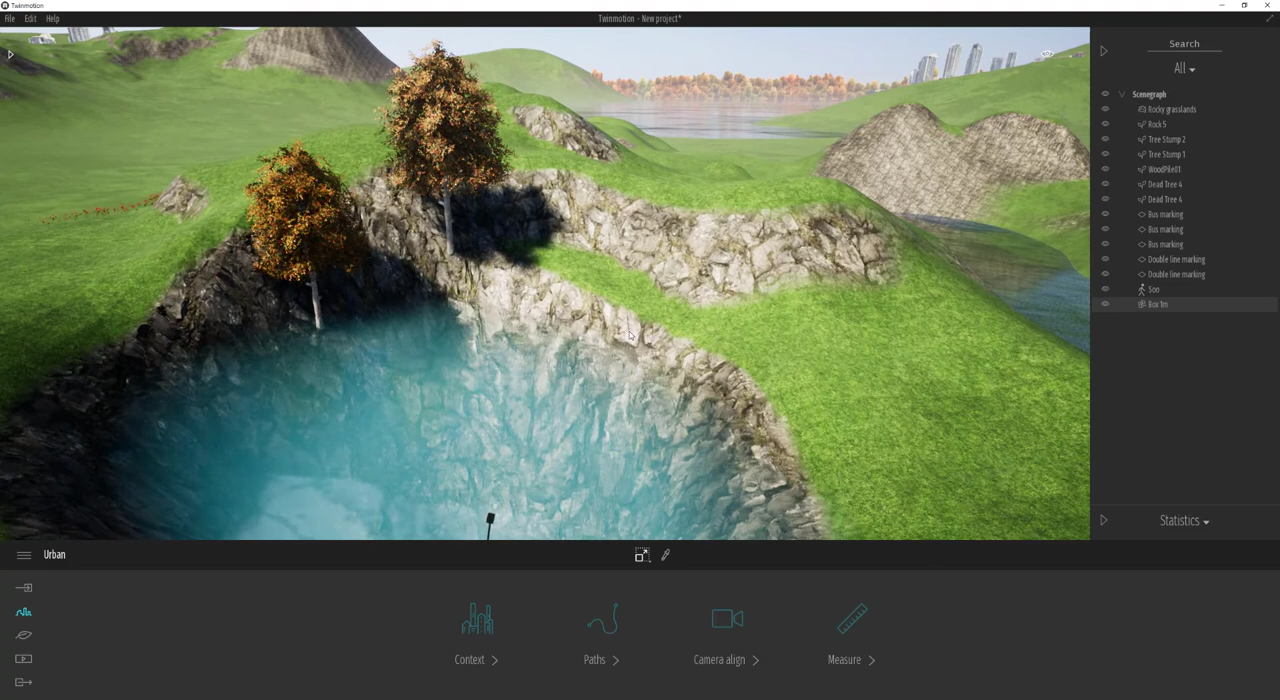 Twinmotion
File Edit Help
Twinmotion - New project*
Search
All
Scenegraph
Rocky grasslands
Rock 5
Tree Stump 2
Tree Stump 1
WoodPile01
Dead Tree 4
Dead Tree 4
Bus marking
Bus marking
Bus marking
Double line marking
Double line marking
Soo
Box 1m
Statistics
Urban
Context
Paths
Camera align
Measure